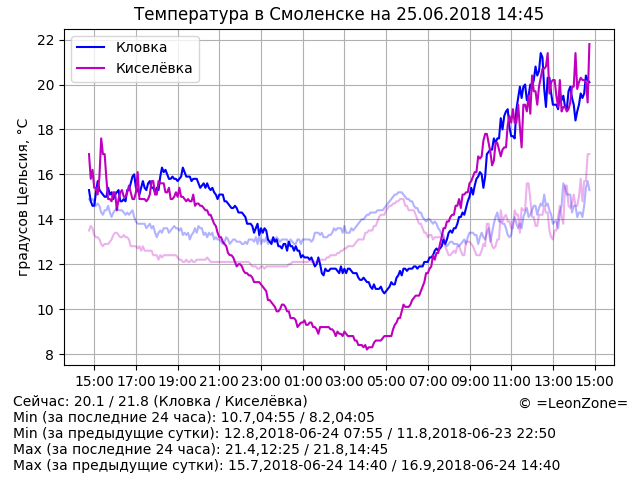 Температура в Смоленске на 25.06.2018 14:45
22
20
18
16
14
12
10
8
градусов Цельсия, °C
Кловка
Киселёвка
15:00 17:00 19:00 21:00 23:00 01:00 03:00 05:00 07:00 09:00 11:00 13:00 15:00
Сейчас: 20.1 / 21.8 (Кловка / Киселёвка)
© =LeonZone=
Min (за последние 24 часа): 10.7,04:55 / 8.2,04:05
Min (за предыдущие сутки): 12.8,2018-06-24 07:55 / 11.8,2018-06-23 22:50
Max (за последние 24 часа): 21.4,12:25 / 21.8,14:45
Max (за предыдущие сутки): 15.7,2018-06-24 14:40 / 16.9,2018-06-24 14:40